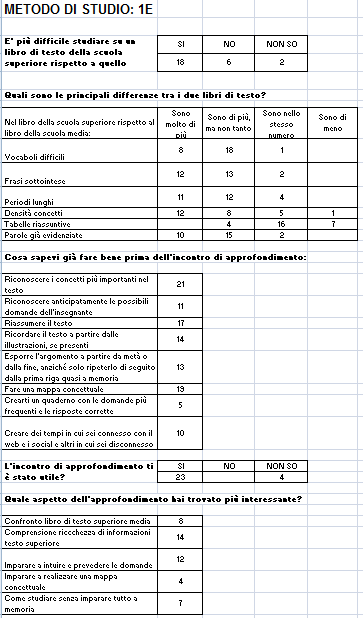 METODO DI STUDIO: 1E
E' più difficile studiare su un
libro di testo della scuola
superiore rispetto a quello
SI NO NON SO
18 6 2
Quali sono le principali differenze tra i due libri di testo?
Nel libro della scuola superiore rispetto al
libro della scuola media:
Sono
molto di
più
Sono di più,
ma non tanto
Sono nello
stesso
numero
Sono di
meno
Vocaboli difficili 8 18 1
Frasi sottointese 12 13 2
Periodi lunghi 11 12 4
Densità concetti 12 8 5 1
Tabelle riassuntive 4 16 7
Parole già evidenziate 10 15 2
Cosa sapevi già fare bene prima dell'incontro di approfondimento:
Riconoscere i concetti più importanti nel
testo 21
Riconoscere anticipatamente le possibili
domande dell'insegnante 11
Riassumere il testo 17
Ricordare il testo a partire dalle
illustrazioni, se presenti 14
Esporre l'argomento a partire da metà o
dalla fine, anziché solo ripeterlo di seguito
dalla prima riga quasi a memoria 13
Fare una mappa concettuale 19
Crearti un quaderno con le domande più
frequenti e le risposte corrette 5
Creare dei tempi in cui sei connesso con il
web e i social e altri in cui sei disconnesso 10
L'incontro di approfondimento ti
è stato utile?
SI NO NON SO
23 4
Quale aspetto dell'approfondimento hai trovato più interessante?
Confronto libro di testo superiore media 8
Comprensione ricchezza di informazioni
testo superiore 14
Imparare a intuire e prevedere le domande 12
Imparare a realizzare una mappa
concettuale 4
Come studiare senza imparare tutto a
memoria 7